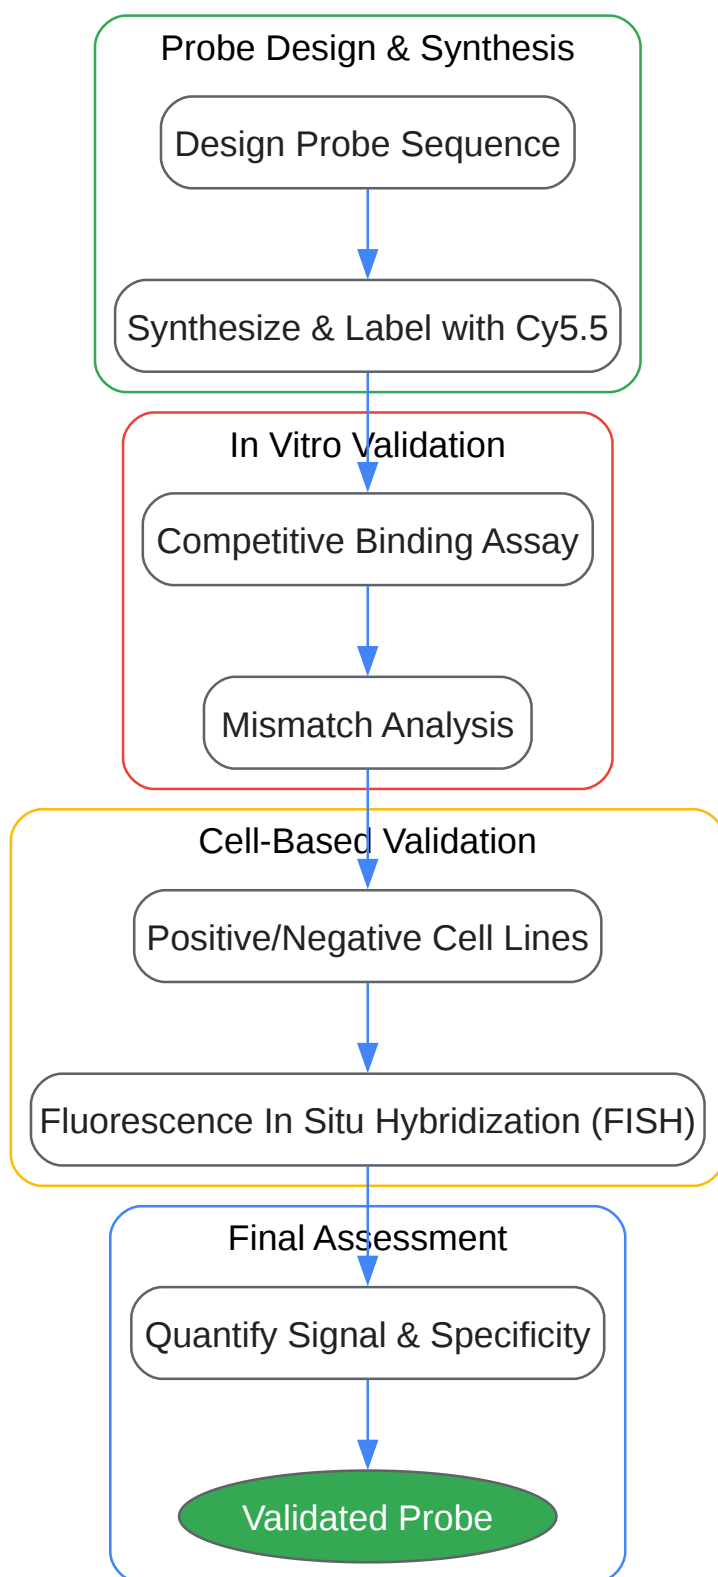 Probe Design & Synthesis
Design Probe Sequence
Synthesize & Label with Cy5.5
In Vitro Validation
Competitive Binding Assay
Mismatch Analysis
Cell-Based Validation
Positive/Negative Cell Lines
Fluorescence In Situ Hybridization (FISH)
Final Assessment
Quantify Signal & Specificity
Validated Probe